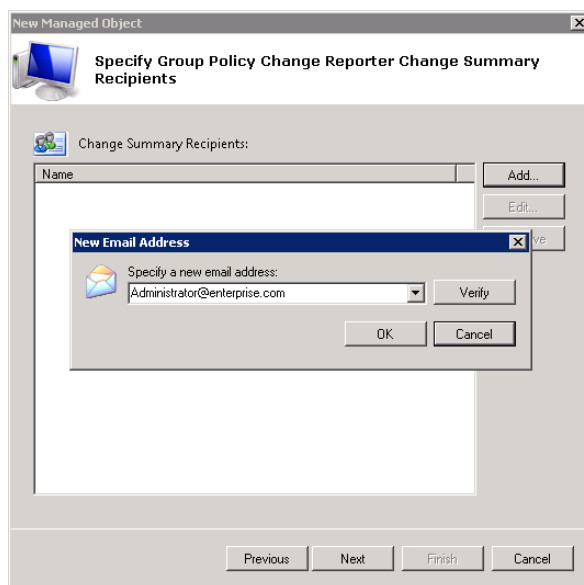 New Managed Object
Specify Group Policy Change Reporter Change Summary
Recipients
Change Summary Recipients:
Name
Add...
Edit...
New Email Address
Specify a new email address:
Administrator@enterprise.com
Verify
OK
Cancel
Previous
Next
Finish
Cancel